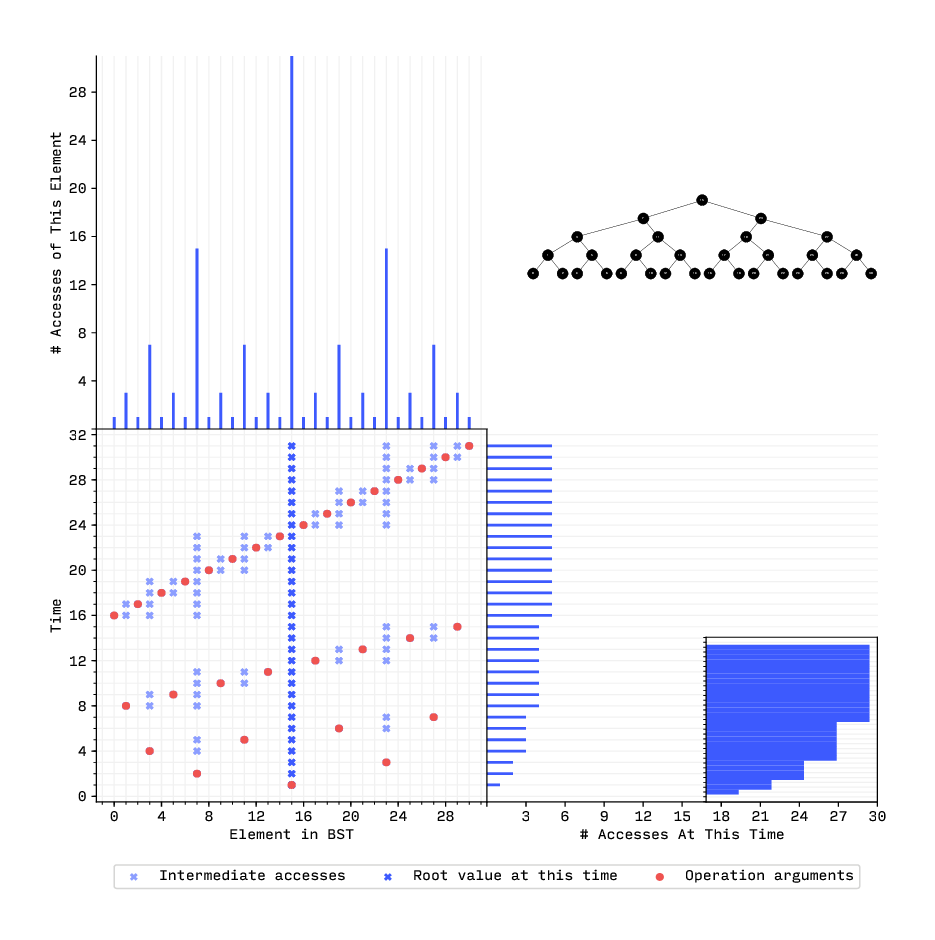 # Accesses of This Element
28
24
20
16
12
8
4
Time
32
28
24
20
16
12
8
4
0
0 4 8 12 16 20 24 28
Element in BST
3 6 9 12 15 18 21 24 27 30
# Accesses At This Time
Intermediate accesses Root value at this time Operation arguments